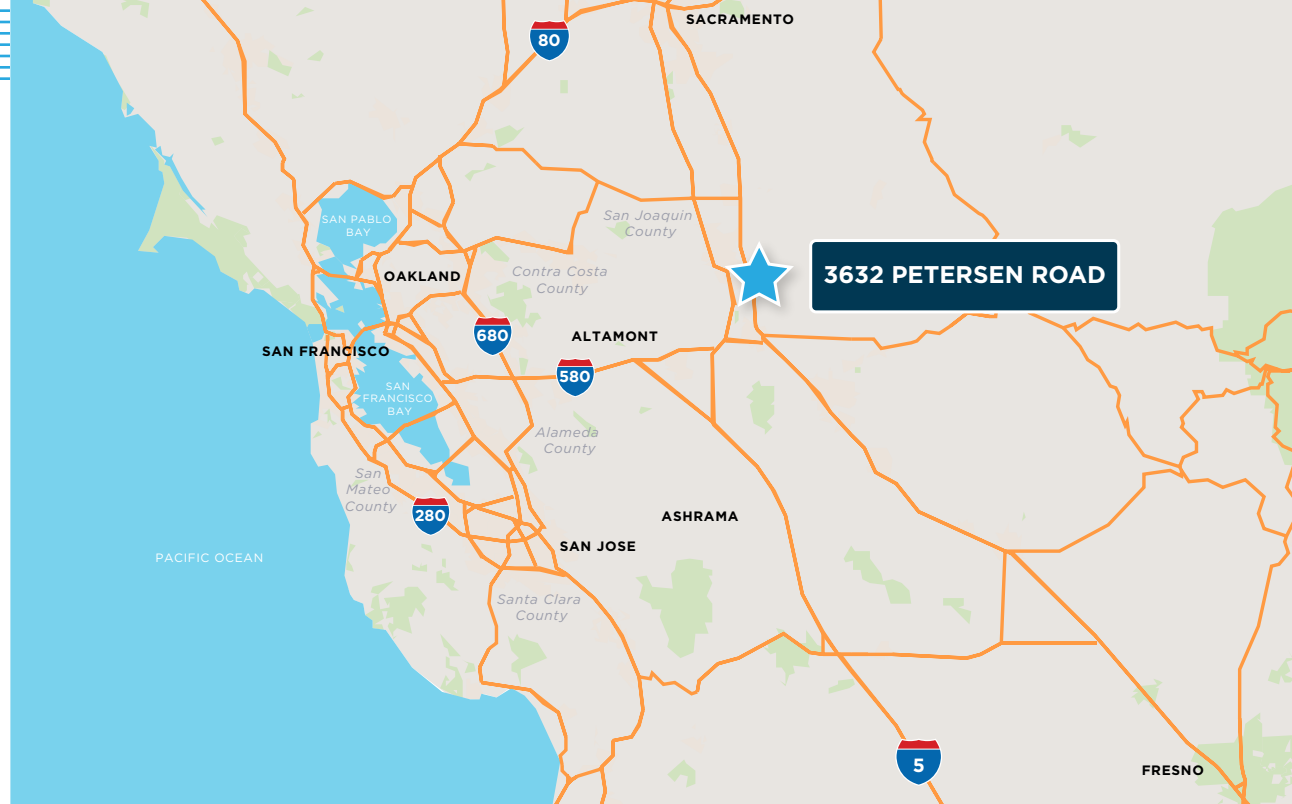 SACRAMENTO
80
SAN PABLO
BAY
San Joaquin
County
OAKLAND
Contra Costa
County
3632 PETERSEN ROAD
680
ALTAMONT
SAN FRANCISCO
580
SAN
FRANCISCO
BAY
Alameda
County
San
Mateo
County
280
ASHRAMA
SAN JOSE
PACIFIC OCEAN
Santa Clara
County
5
FRESNO